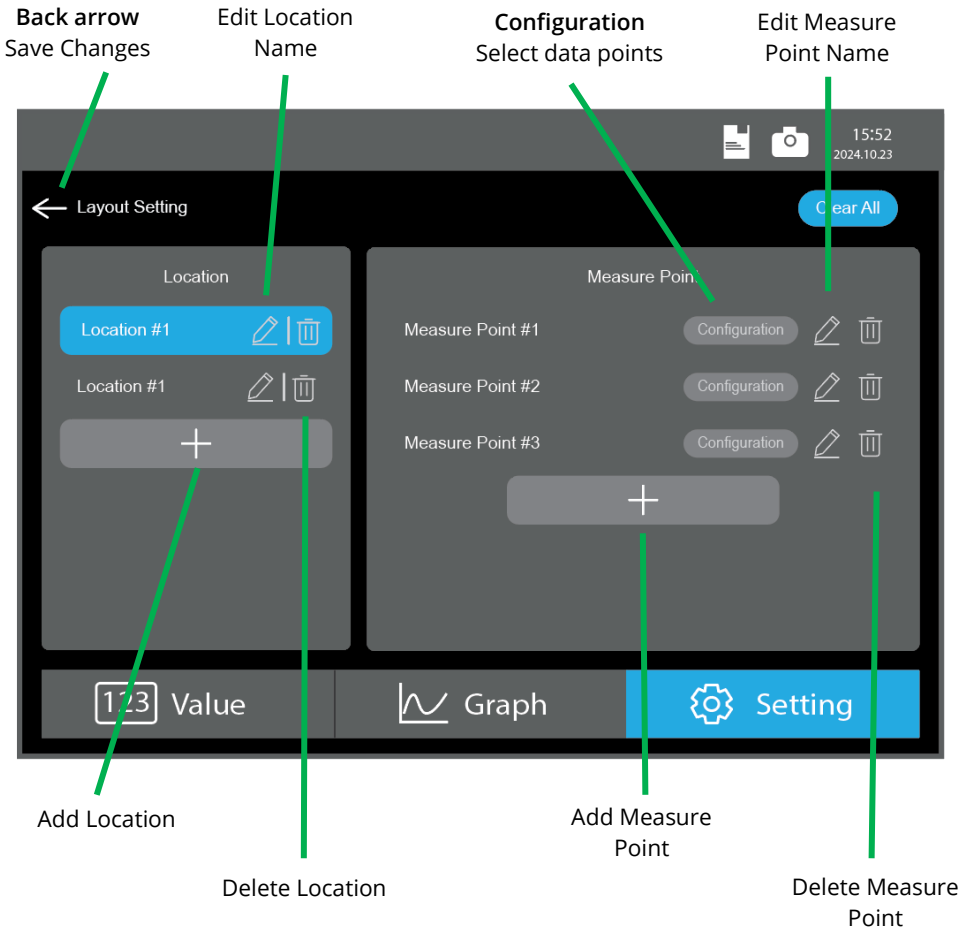 Back arrow
Save Changes
Edit Location
Name
Configuration
Select data points
Edit Measure
Point Name
15:52
2024.10.23
Layout Setting
Clear All
Location
Location #1
Location #1
Measure Point
Measure Point #1
Configuration
Measure Point #2
Configuration
Measure Point #3
Configuration
123 Value
Graph
Setting
Add Location
Delete Location
Add Measure
Point
Delete Measure
Point